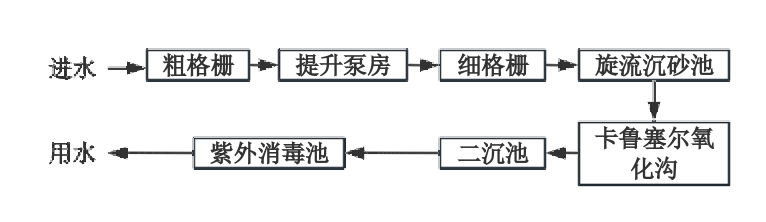 进水
粗格栅
提升泵房
细格栅
旋流沉砂池
卡鲁塞尔氧
化沟
二沉池
紫外消毒池
用水